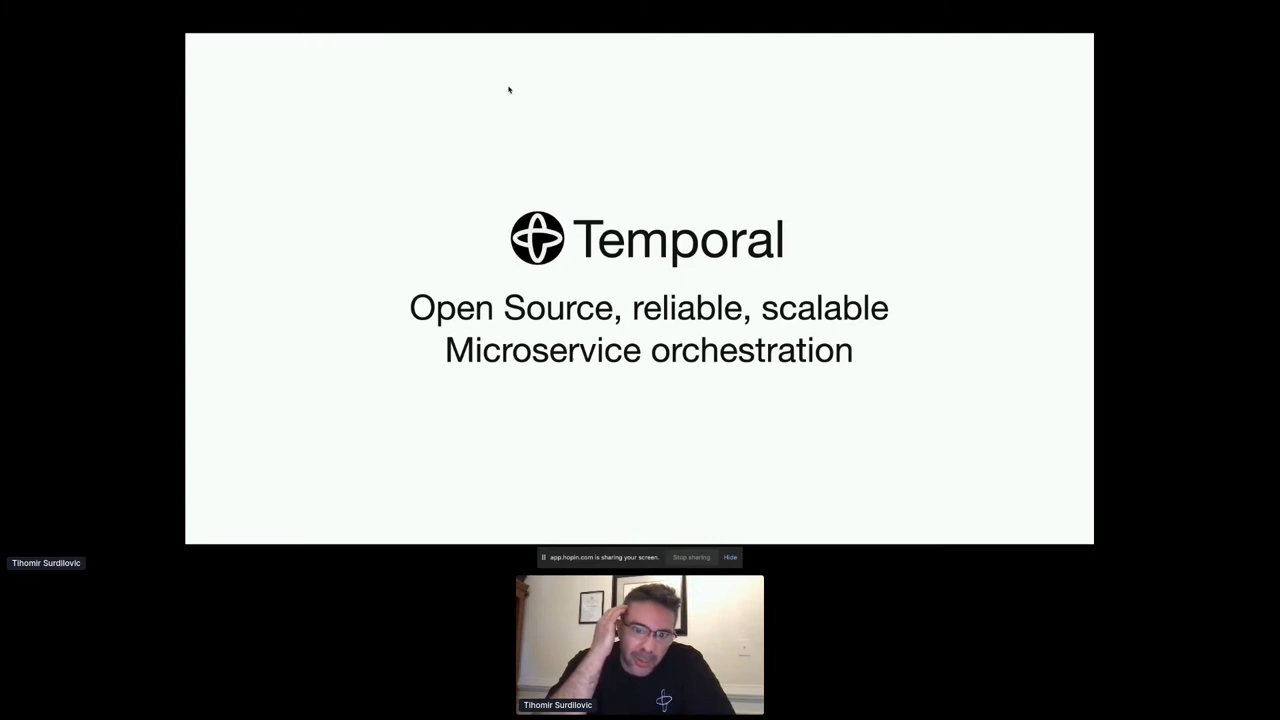 Temporal
Open Source, reliable, scalable
Microservice orchestration
Tihomir Surdilovic
app.hopin.com is sharing your screen. Stop sharing Hide
Tihomir Surdilovic